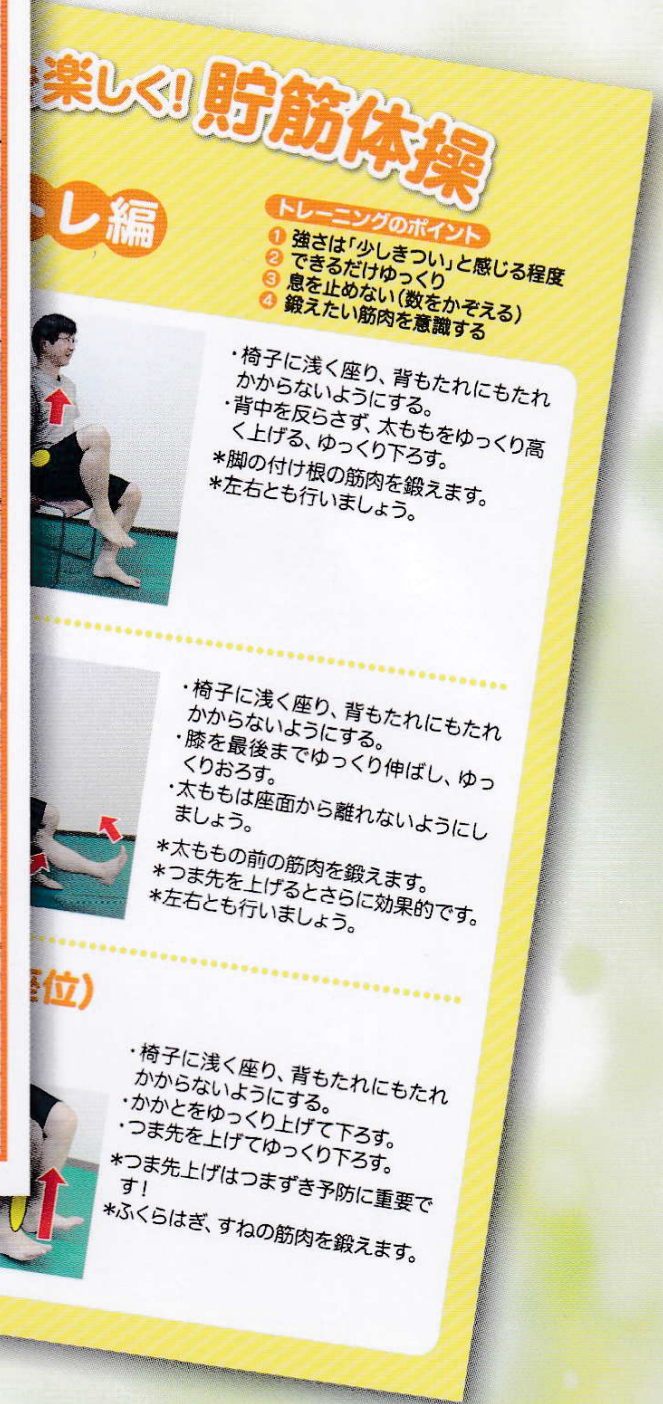 楽しく!貯筋体操
レ編
トレーニングのポイント
1 強さは「少しきつい」と感じる程度
2 できるだけゆっくり
3 息を止めない(数をかぞえる)
4 鍛えたい筋肉を意識する
・椅子に浅く座り、背もたれにもたれ
かからないようにする。
・背中を反らさず、太ももをゆっくり高
く上げる、ゆっくり下ろす。
*脚の付け根の筋肉を鍛えます。
*左右とも行いましょう。
・椅子に浅く座り、背もたれにもたれ
かからないようにする。
・膝を最後までゆっくり伸ばし、ゆっ
くりおろす。
・太ももは座面から離れないようにし
ましょう。
*太ももの前の筋肉を鍛えます。
*つま先を上げるとさらに効果的です。
*左右とも行いましょう。
位)
・椅子に浅く座り、背もたれにもたれ
かからないようにする。
・かかとをゆっくり上げて下ろす。
・つま先を上げてゆっくり下ろす。
*つま先上げはつまずき予防に重要で
す!
*ふくらはぎ、すねの筋肉を鍛えます。